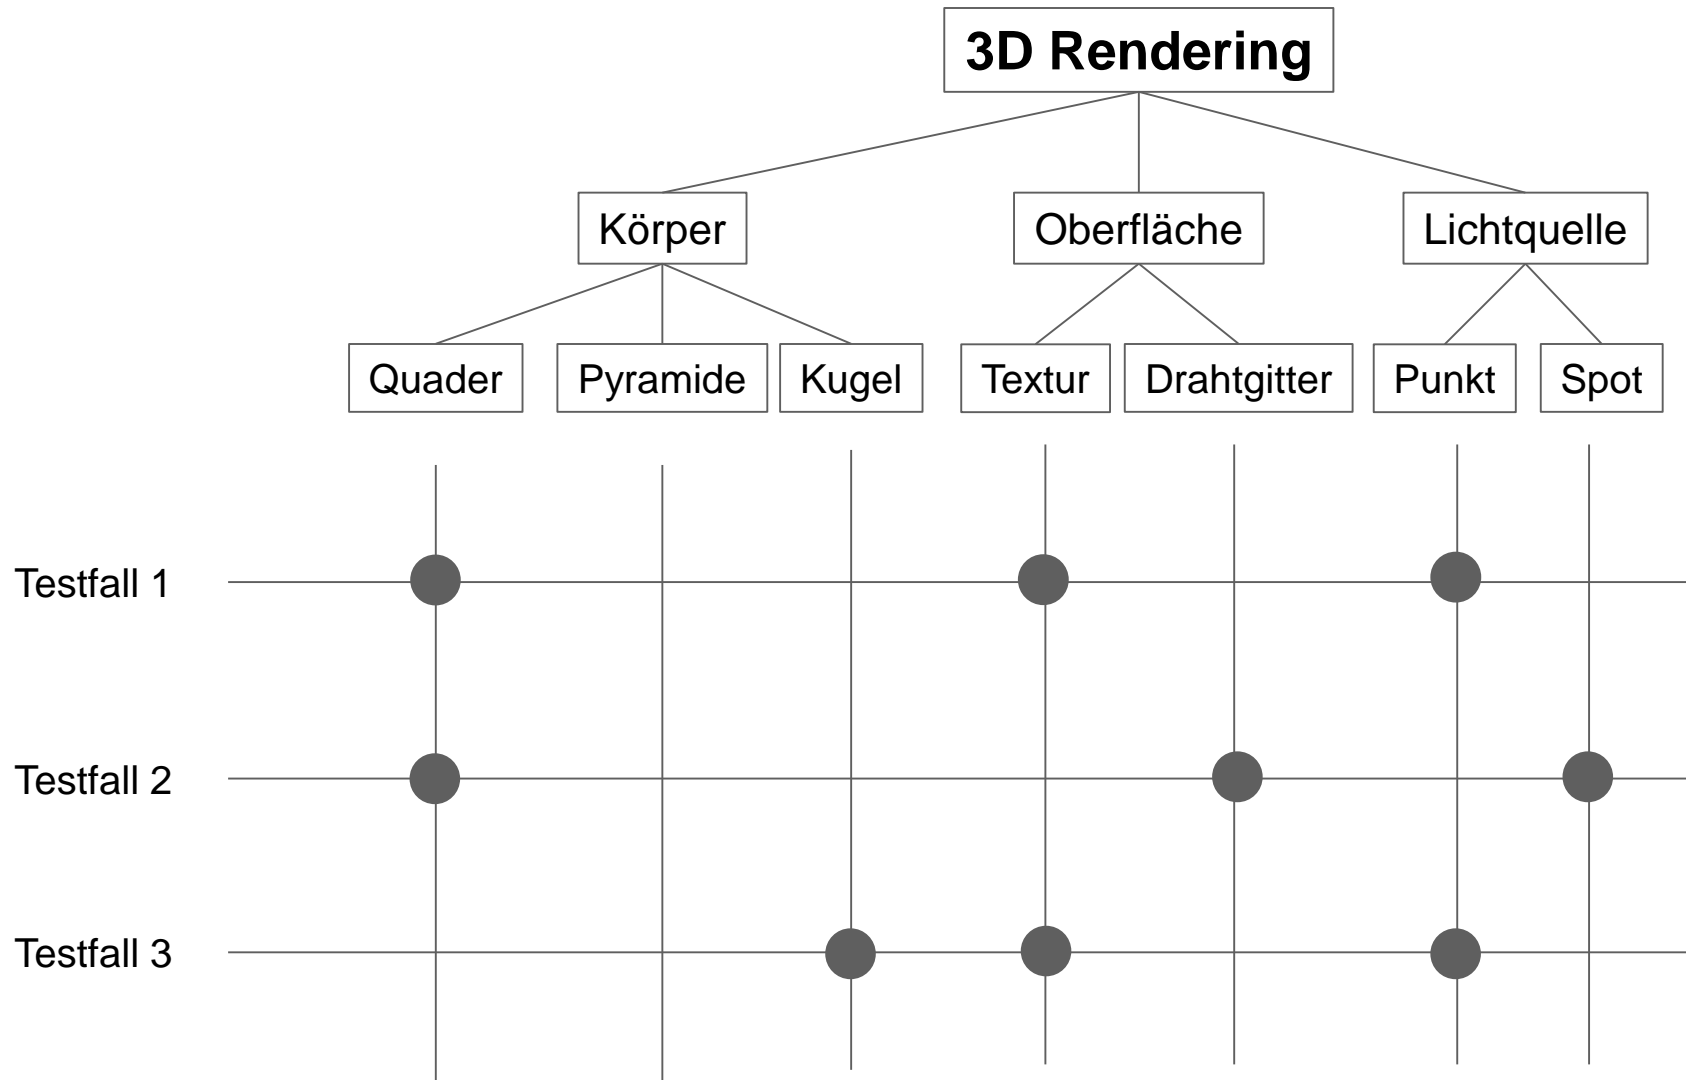 3D Rendering
Körper
Oberfläche
Lichtquelle
Quader
Pyramide
Kugel
Textur
Drahtgitter
Punkt
Spot
Testfall 1
Testfall 2
Testfall 3